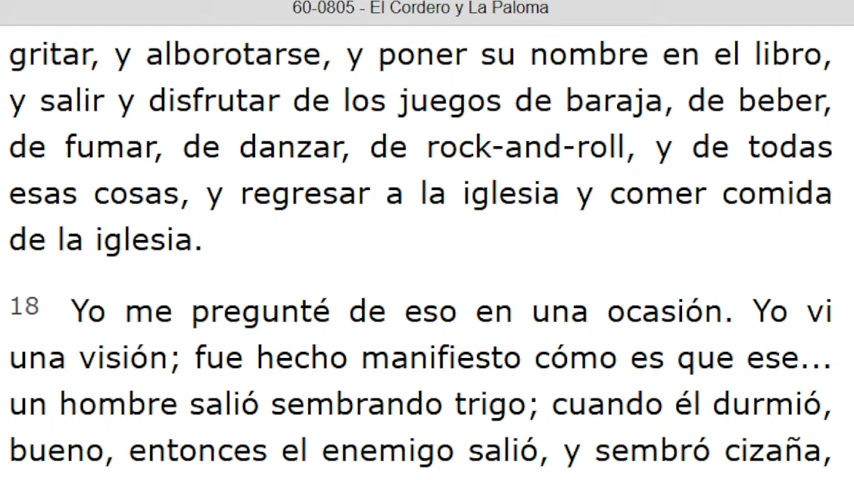 60-0805 - El Cordero y La Paloma
gritar, y alborotarse, y poner su nombre en el libro,
y salir y disfrutar de los juegos de baraja, de beber,
de fumar, de danzar, de rock-and-roll, y de todas
esas cosas, y regresar a la iglesia y comer comida
de la iglesia.
18 Yo me pregunté de eso en una ocasión. Yo vi
una visión; fue hecho manifiesto cómo es que ese...
un hombre salió sembrando trigo; cuando él durmió,
bueno, entonces el enemigo salió, y sembró cizaña,